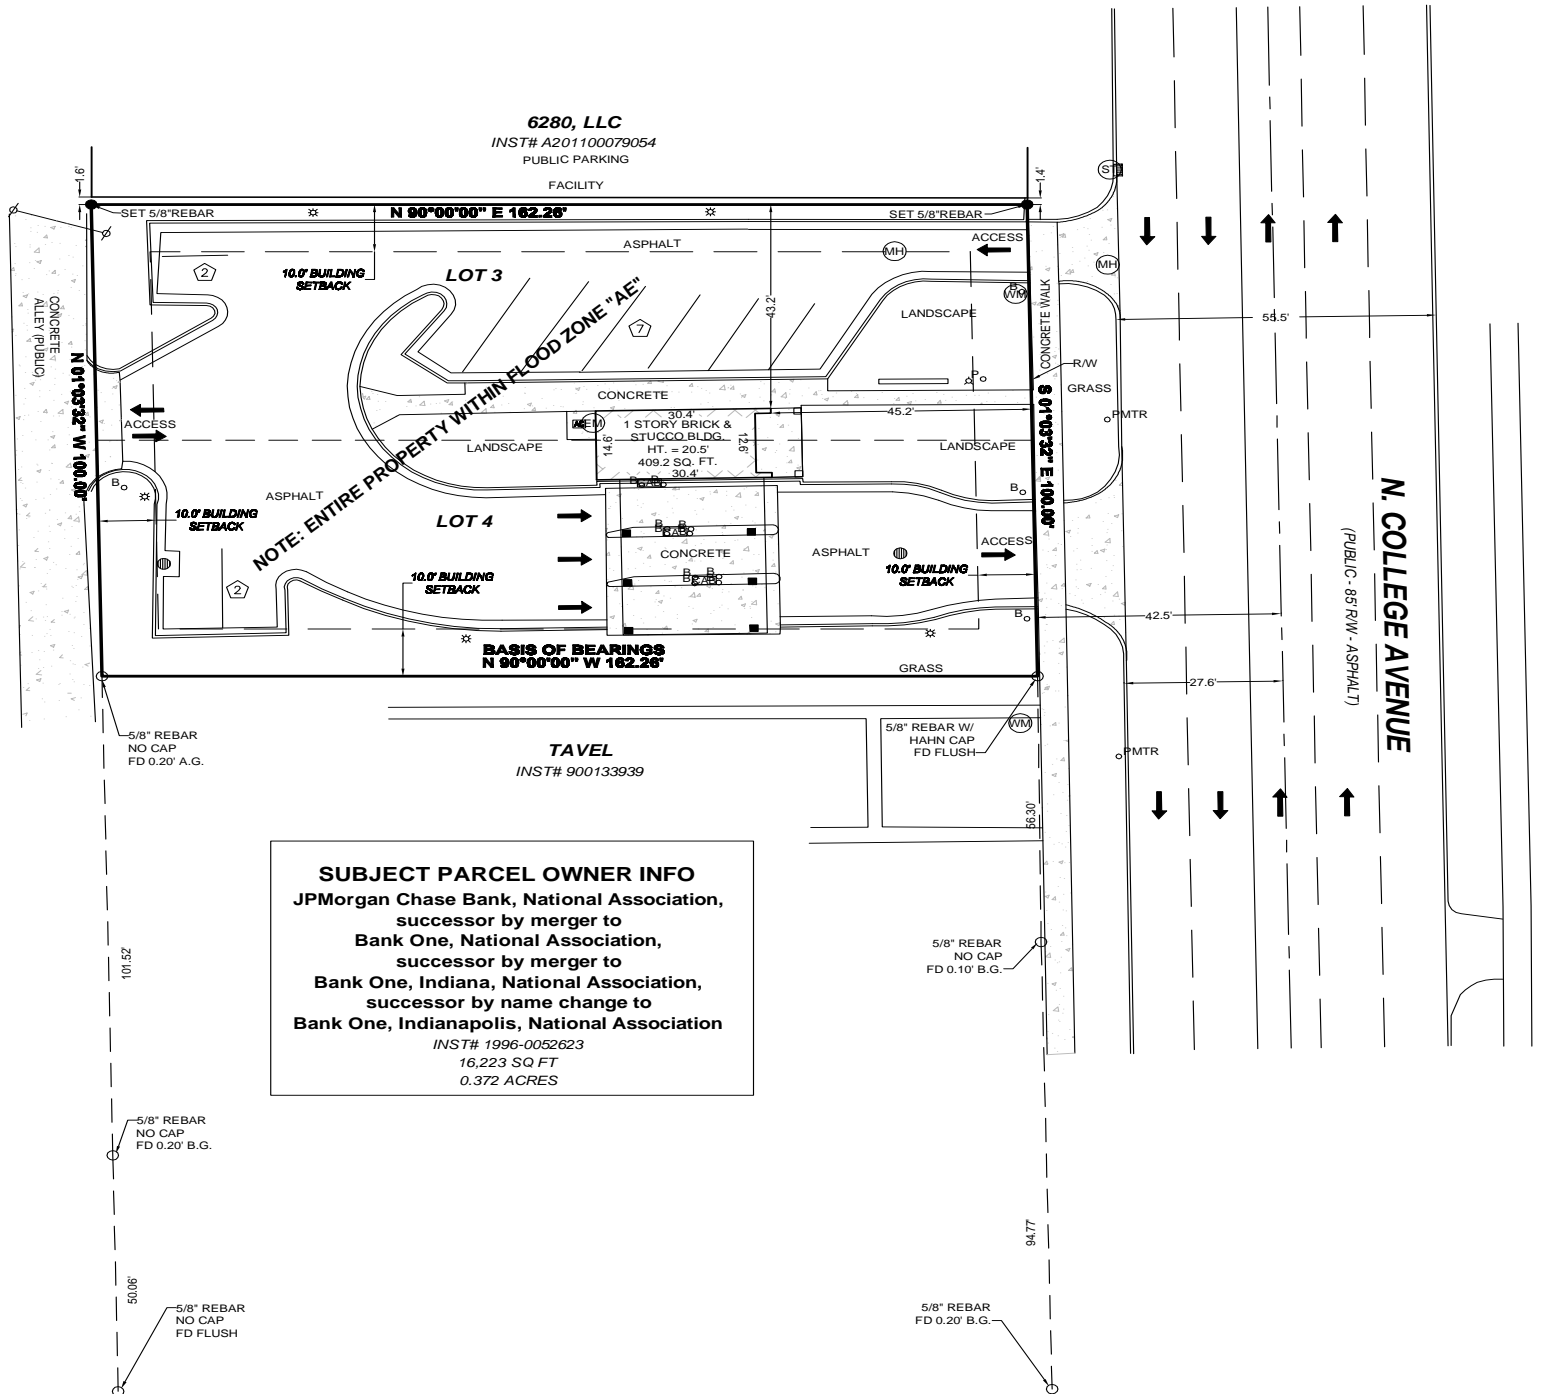 6280, LLC
INST# A201100079054
PUBLIC PARKING
FACILITY
1.6'
1.4'
SET 5/8"REBAR
N 90°00'00" E 162.26'
SET 5/8"REBAR
ST
ASPHALT
ACCESS
MH
MH
2
10.0' BUILDING
SETBACK
LOT 3
NOTE: ENTIRE PROPERTY WITHIN FLOOD ZONE "AE"
7
43.2'
B
WM
LANDSCAPE
CONCRETE WALK
55.5'
CONCRETE
ALLEY (PUBLIC)
N 01°03'32" W 100.00'
R/W
P
GRASS
CONCRETE
S 01°03'32" E 100.00'
PMTR
ACCESS
30.4'
1 STORY BRICK &
STUCCO BLDG.
HT. = 20.5'
409.2 SQ. FT.
30.4'
14.6'
12.6'
45.2'
LANDSCAPE
LANDSCAPE
B
B
ASPHALT
10.0' BUILDING
SETBACK
LOT 4
CONCRETE
ASPHALT
ACCESS
10.0' BUILDING
SETBACK
10.0' BUILDING
SETBACK
2
B
42.5'
N. COLLEGE AVENUE
(PUBLIC - 85' R/W - ASPHALT)
BASIS OF BEARINGS
N 90°00'00" W 162.26'
GRASS
27.6'
5/8" REBAR
NO CAP
FD 0.20' A.G.
TAVEL
INST# 900133939
5/8" REBAR W/
HAHN CAP
FD FLUSH
WM
PMTR
56.30'
SUBJECT PARCEL OWNER INFO
JPMorgan Chase Bank, National Association,
successor by merger to
Bank One, National Association,
successor by merger to
Bank One, Indiana, National Association,
successor by name change to
Bank One, Indianapolis, National Association
INST# 1996-0052623
16,223 SQ FT
0.372 ACRES
101.52'
5/8" REBAR
NO CAP
FD 0.10' B.G.
5/8" REBAR
NO CAP
FD 0.20' B.G.
94.77'
50.06'
5/8" REBAR
NO CAP
FD FLUSH
5/8" REBAR
FD 0.20' B.G.